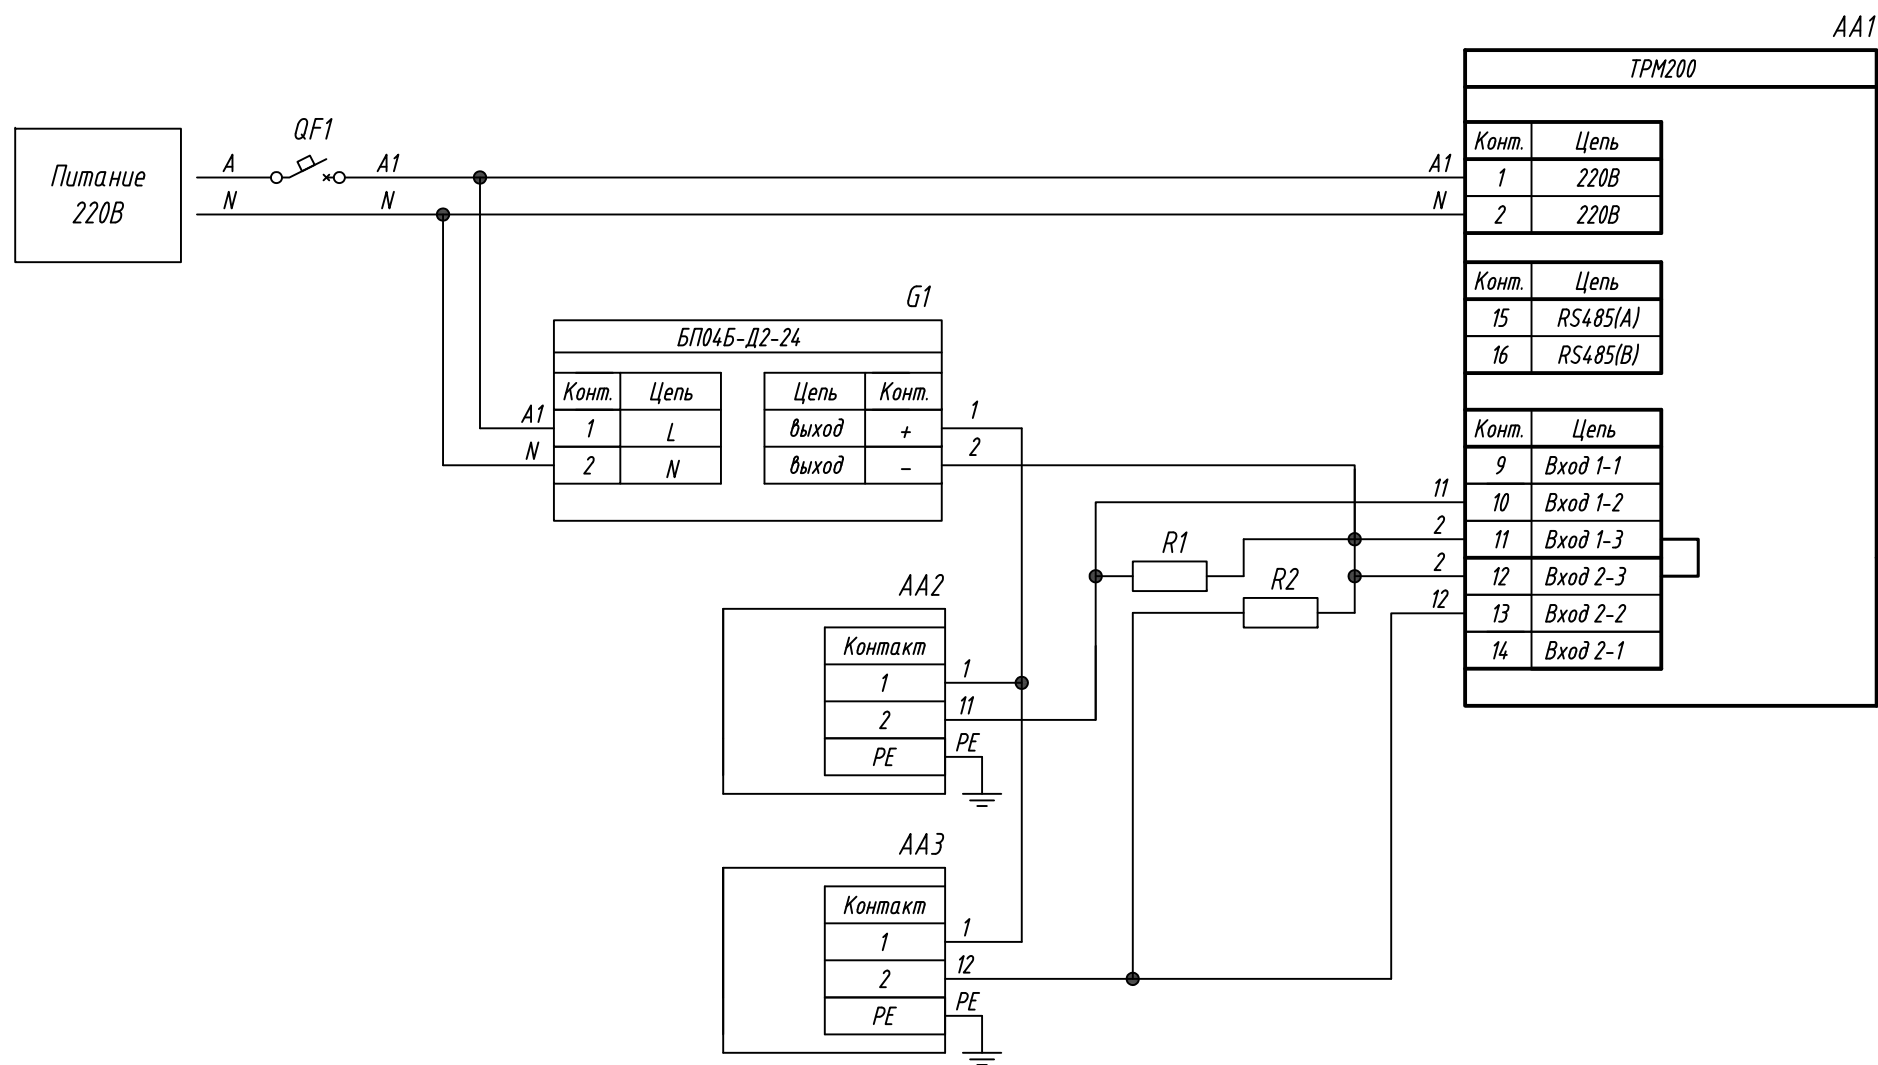 AA1
ТРМ200
QF1
Питание
220В
A
A1
N
N
A1
N
Конт. Цепь
1 220В
2 220В
Конт. Цепь
15 RS485(A)
16 RS485(B)
G1
БП04Б-Д2-24
Конт. Цепь
A1 1 L
N 2 N
Цепь Конт.
выход + 1
выход - 2
Конт. Цепь
9 Вход 1-1
11 10 Вход 1-2
2 11 Вход 1-3
2 12 Вход 2-3
12 13 Вход 2-2
14 Вход 2-1
R1
R2
AA2
Контакт
1 1
2 11
PE PE
AA3
Контакт
1 1
2 12
PE PE